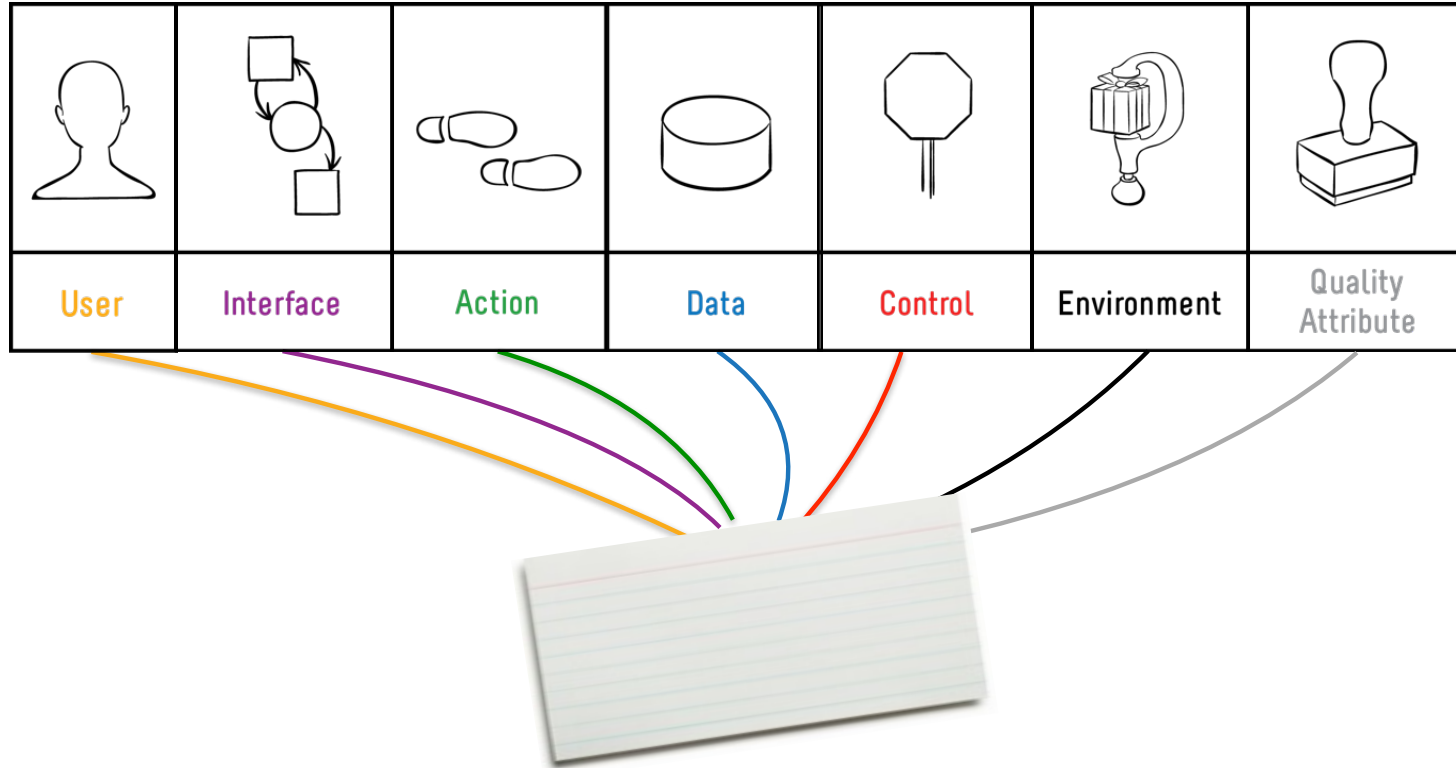 User
Interface
Action
Data
Control
Environment
Quality
Attribute